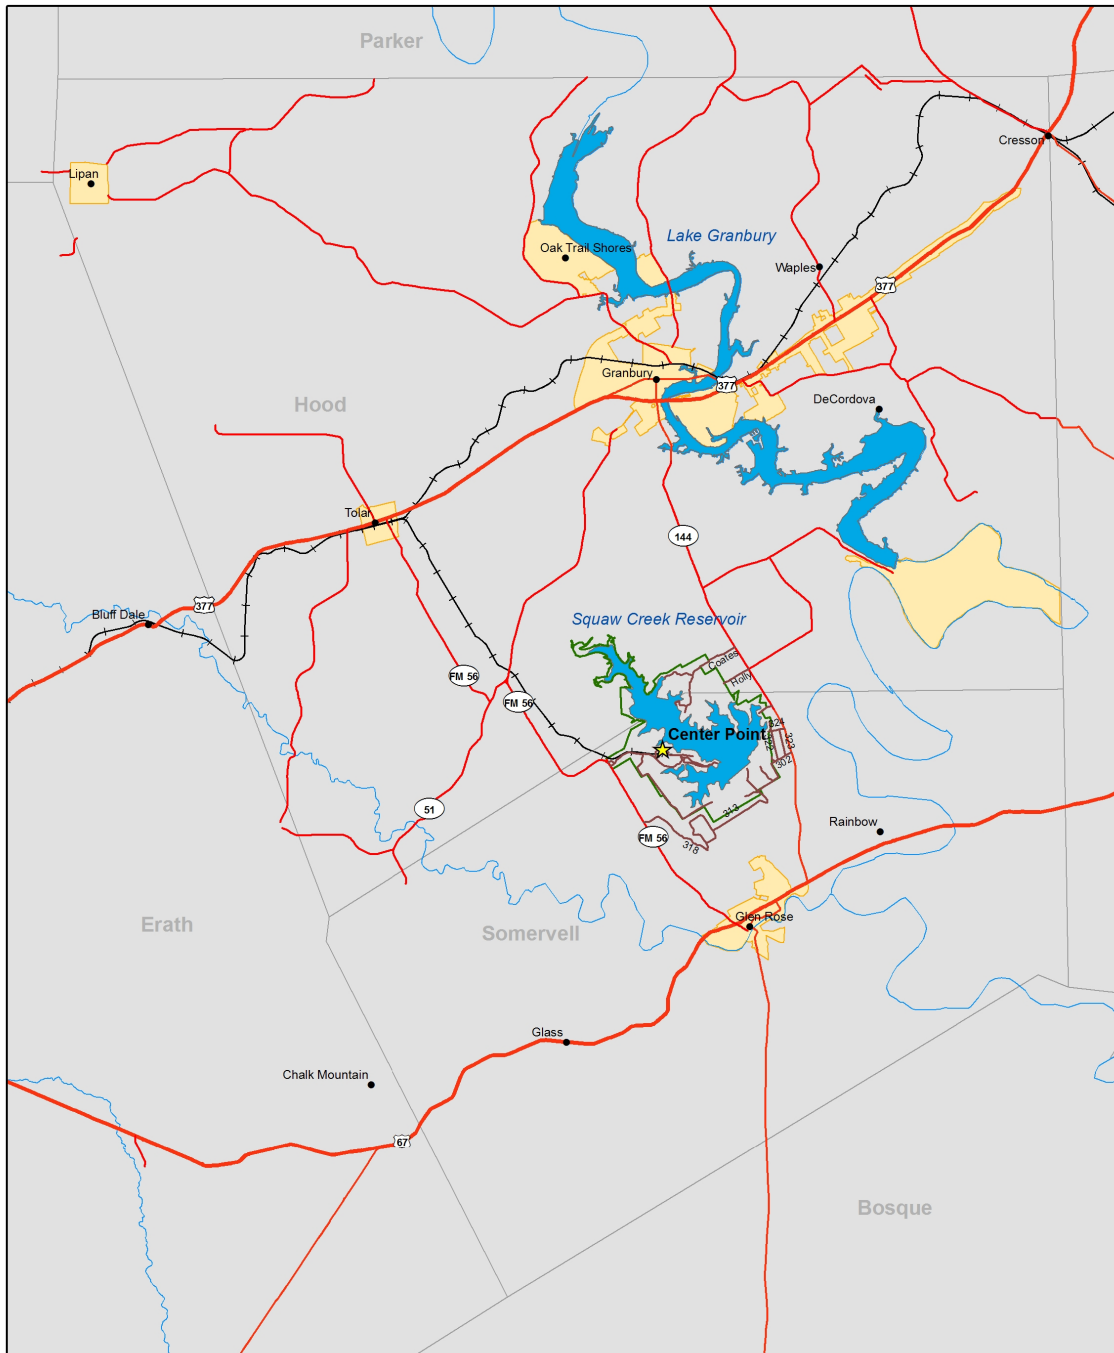 Parker
Cresson
Lipan
Lake Granbury
Oak Trail Shores
Waples
377
Granbury
377
Hood
DeCordova
Tolar
144
377
Bluff Dale
Squaw Creek Reservoir
Coates
FM 56
Holly
FM 56
324
Center Point
322
323
302
51
313
Rainbow
FM 56
318
Glen Rose
Erath
Somervell
Glass
Chalk Mountain
67
Bosque